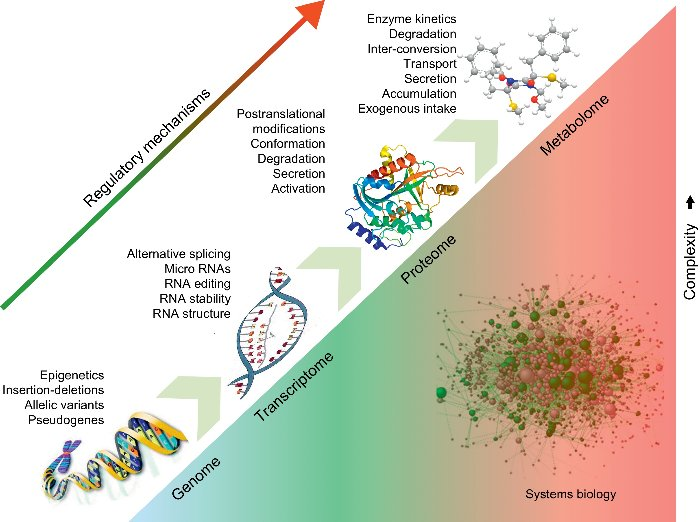 Enzyme kinetics
Degradation
Inter-conversion
Transport
Secretion
Accumulation
Exogenous intake
Regulatory mechanisms
Postranslational
modifications
Conformation
Degradation
Secretion
Activation
Metabolome
Complexity
Alternative splicing
Micro RNAs
RNA editing
RNA stability
RNA structure
Proteome
Epigenetics
Insertion-deletions
Allelic variants
Pseudogenes
Transcriptome
Genome
Systems biology